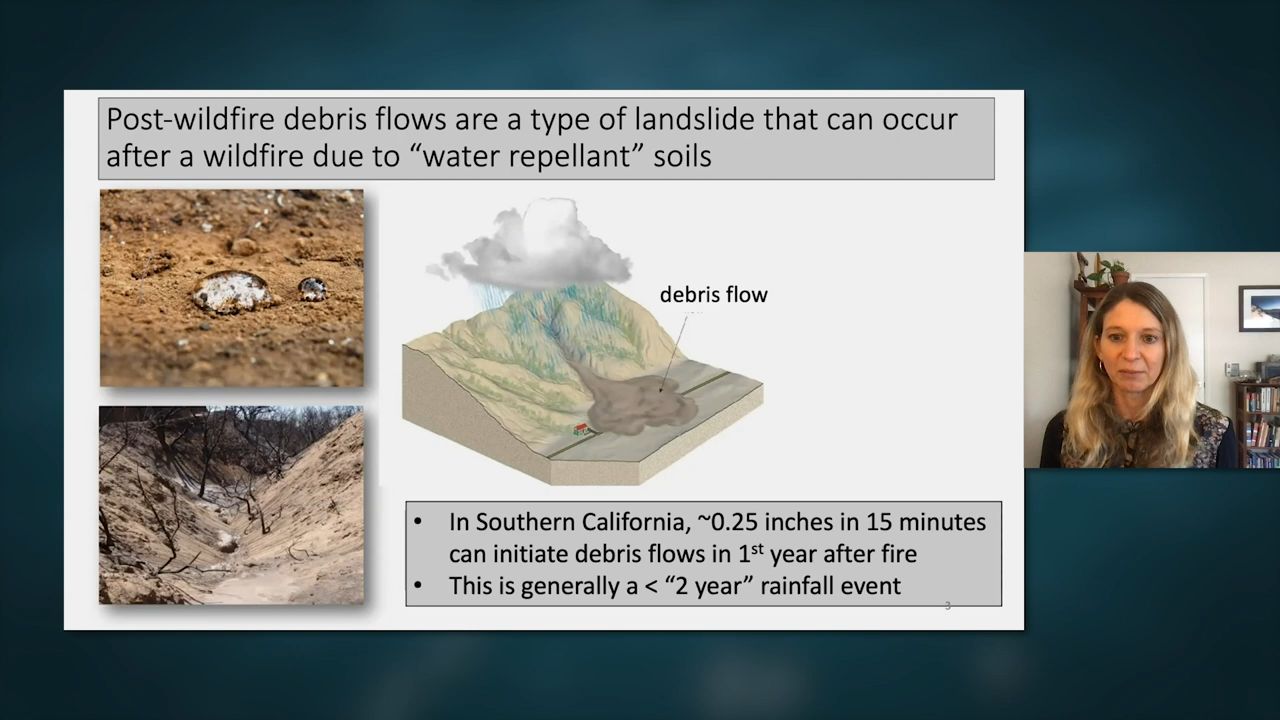 Post-wildfire debris flows are a type of landslide that can occur
after a wildfire due to “water repellant” soils
debris flow
• In Southern California, ~0.25 inches in 15 minutes
can initiate debris flows in 1st year after fire
• This is generally a < “2 year” rainfall event
3